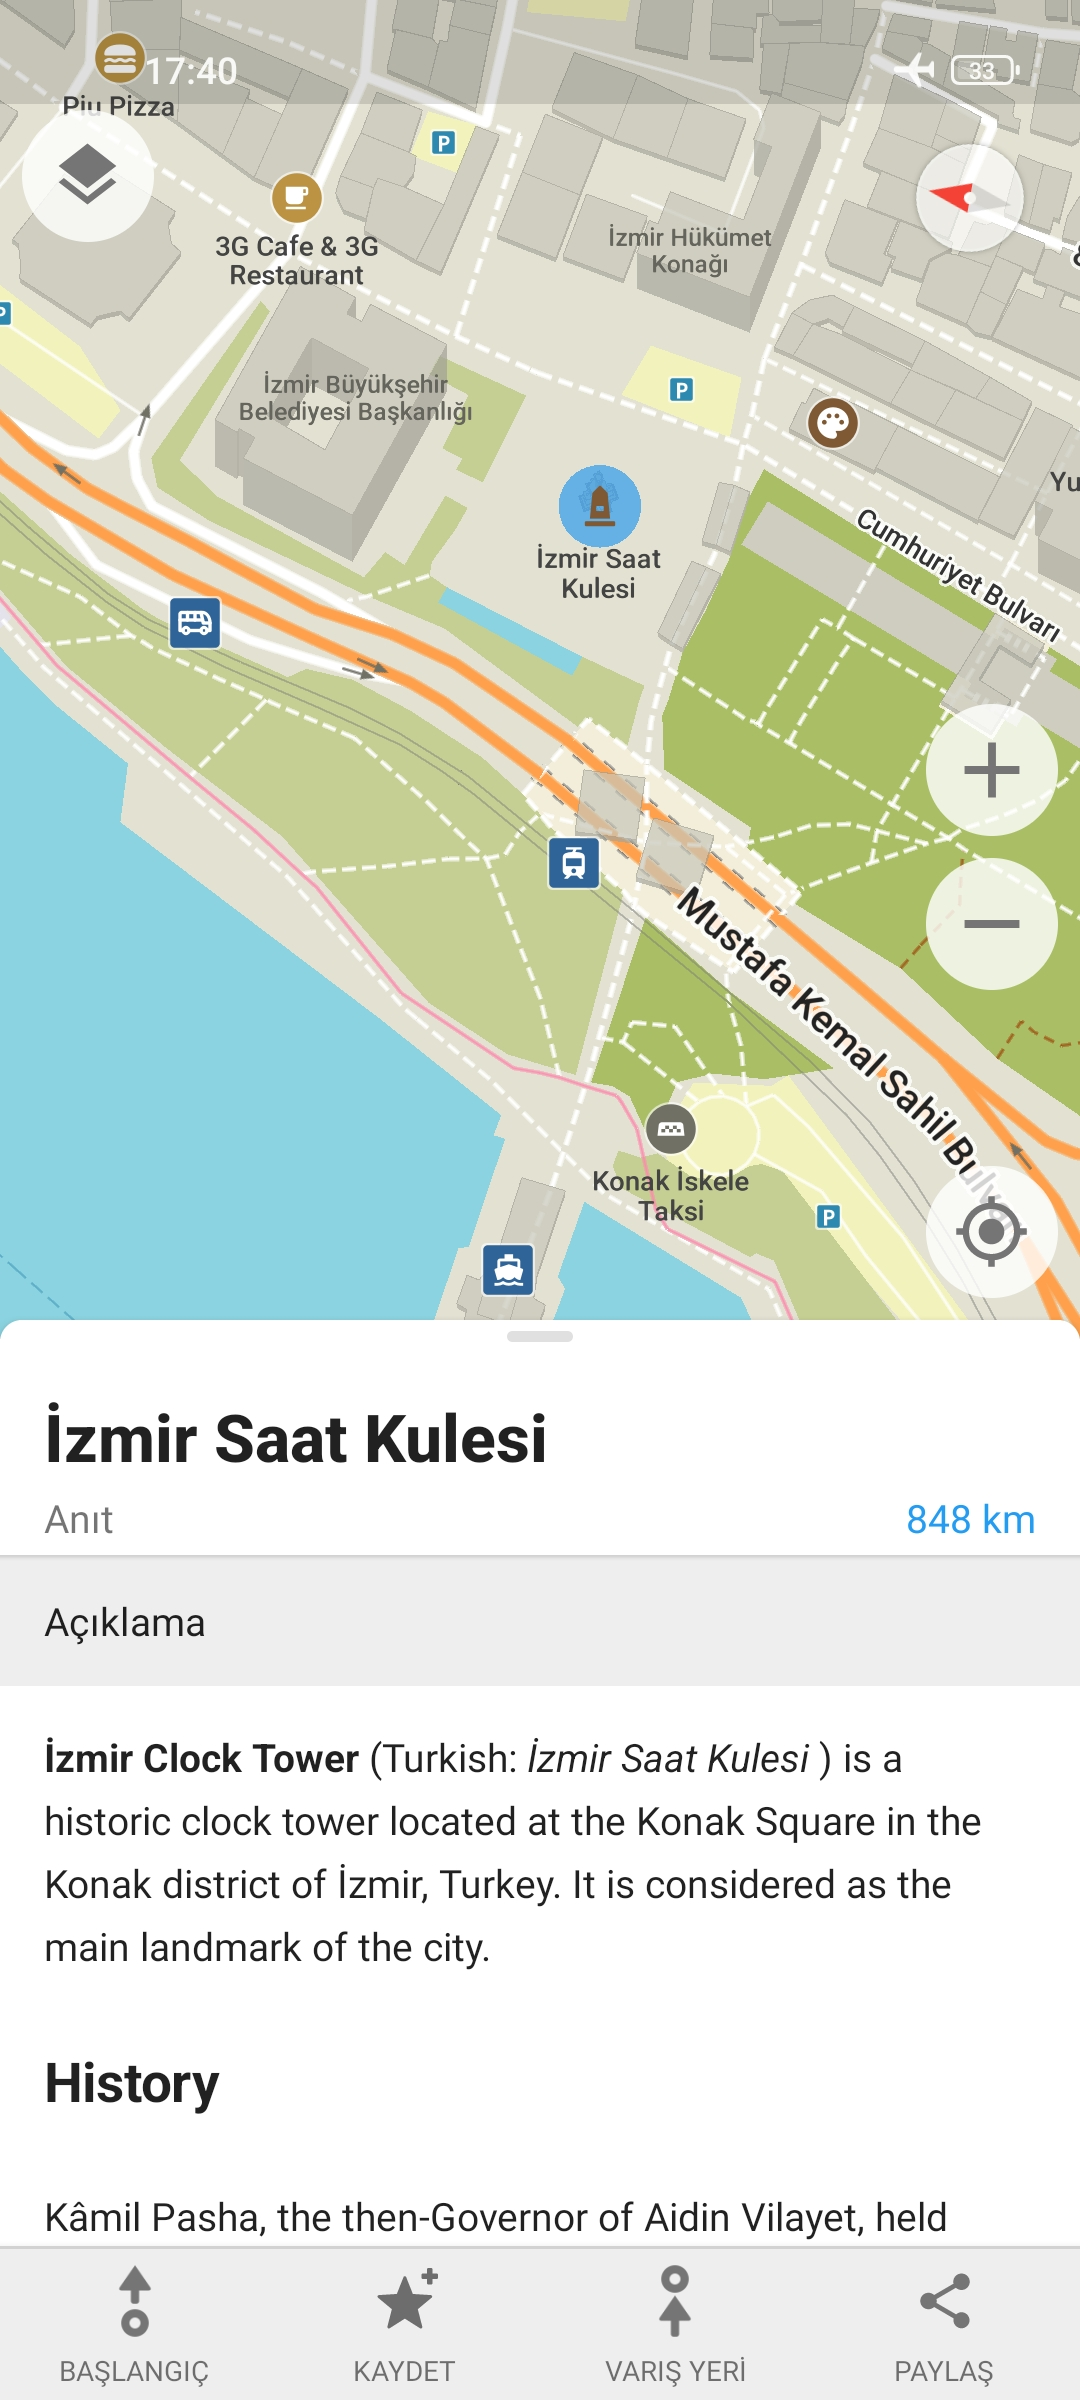 17:40
33
Piu Pizza
P
3G Cafe & 3G
Restaurant
İzmir Hükümet
Konağı
P
İzmir Büyükşehir
Belediyesi Başkanlığı
P
Yu
İzmir Saat
Kulesi
Cumhuriyet Bulvarı
Mustafa Kemal Sahil Bulvarı
Konak İskele
Taksi
P
İzmir Saat Kulesi
Anıt
848 km
Açıklama
İzmir Clock Tower (Turkish: İzmir Saat Kulesi ) is a
historic clock tower located at the Konak Square in the
Konak district of İzmir, Turkey. It is considered as the
main landmark of the city.
History
Kâmil Pasha, the then-Governor of Aidin Vilayet, held
BAŞLANGIÇ
KAYDET
VARIŞ YERİ
PAYLAŞ